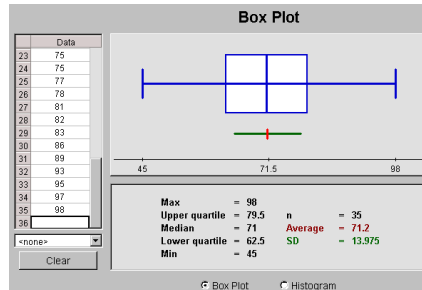 Box Plot
Data
23 75
24 75
25 77
26 78
27 81
28 82
29 83
30 86
31 89
32 93
33 95
34 97
35 98
36
<none>
Clear
45 71.5 98
Max = 98
Upper quartile = 79.5 n = 35
Median = 71 Average = 71.2
Lower quartile = 62.5 SD = 13.975
Min = 45
Box Plot Histogram